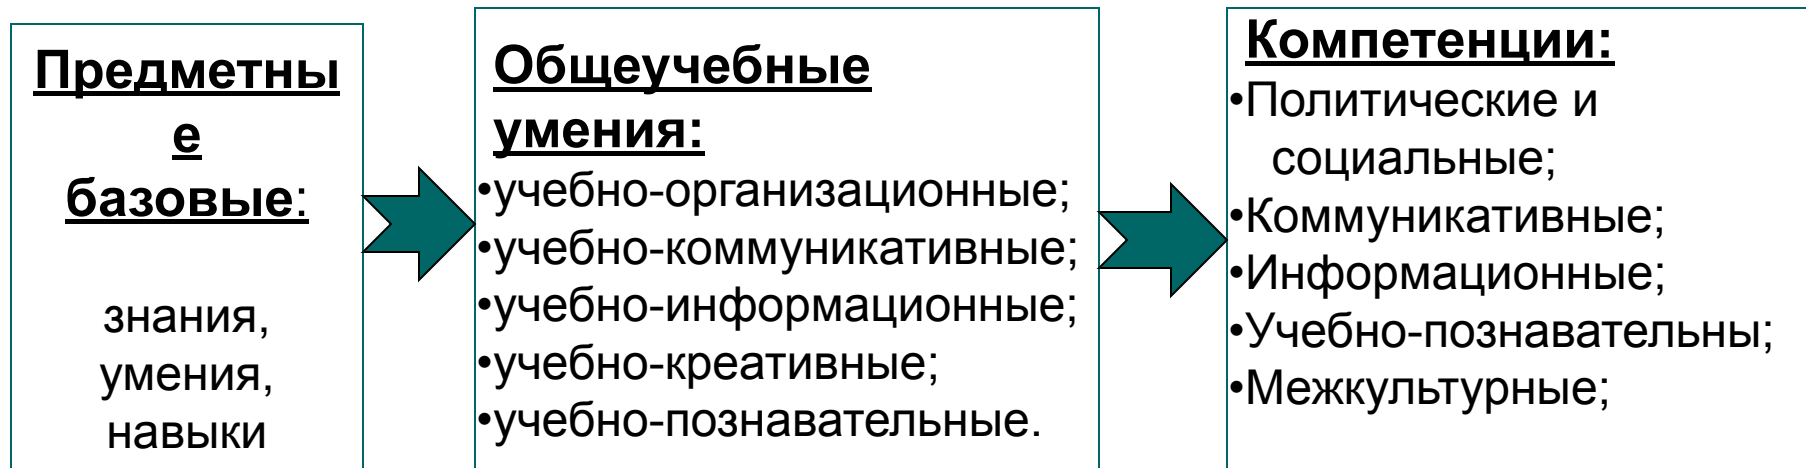 Предметны
е
базовые:
знания,
умения,
навыки
Общеучебные
умения:
•учебно-организационные;
•учебно-коммуникативные;
•учебно-информационные;
•учебно-креативные;
•учебно-познавательные.
Компетенции:
•Политические и
социальные;
•Коммуникативные;
•Информационные;
•Учебно-познавательны;
•Межкультурные;